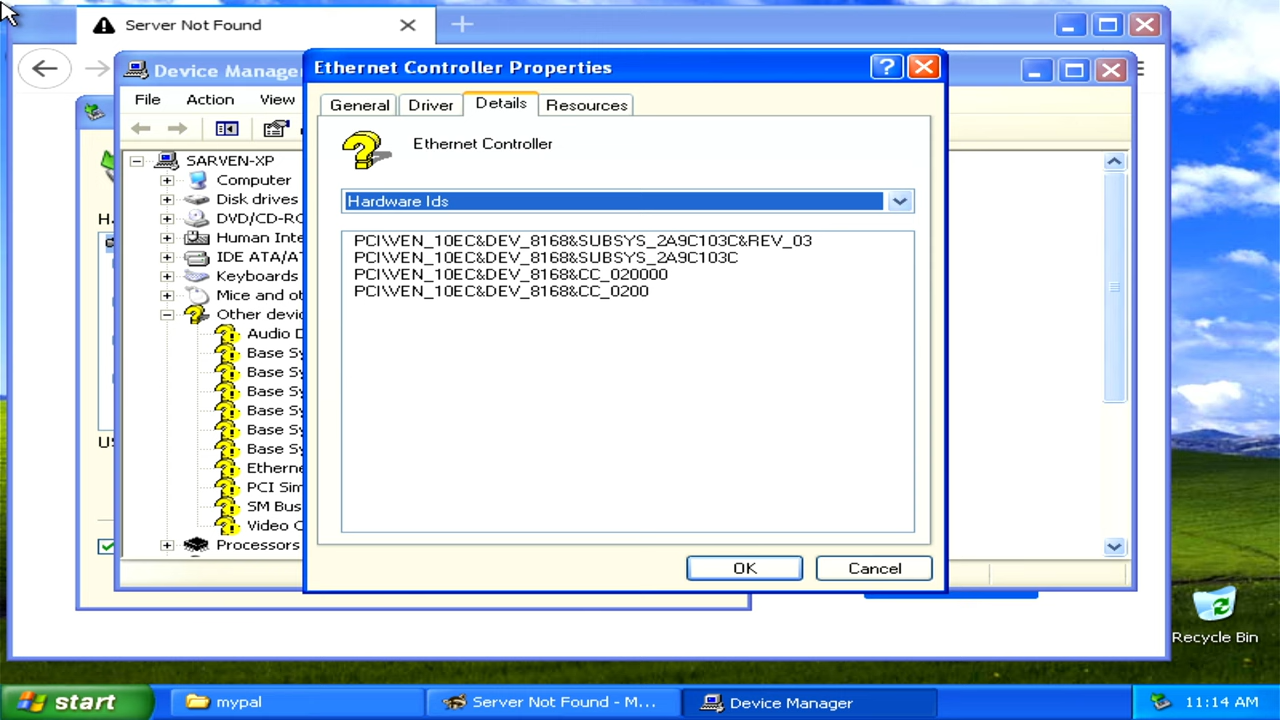 Server Not Found
Device Manage
Ethernet Controller Properties
File Action View
General Driver Details Resources
Ethernet Controller
Hardware Ids
PCI\VEN_10EC&DEV_8168&SUBSYS_2A9C103C&REV_03
PCI\VEN_10EC&DEV_8168&SUBSYS_2A9C103C
PCI\VEN_10EC&DEV_8168&CC_020000
PCI\VEN_10EC&DEV_8168&CC_0200
SARVEN-XP
Computer
Disk drives
DVD/CD-RO
Human Inte
IDE ATA/AT
Keyboards
Mice and ot
Other devic
Audio D
Base Sy
Base Sy
Base Sy
Base Sy
Base Sy
Base Sy
Etherne
PCI Sim
SM Bus
Video C
Processors
OK Cancel
Recycle Bin
start mypal Server Not Found - M... Device Manager 11:14 AM